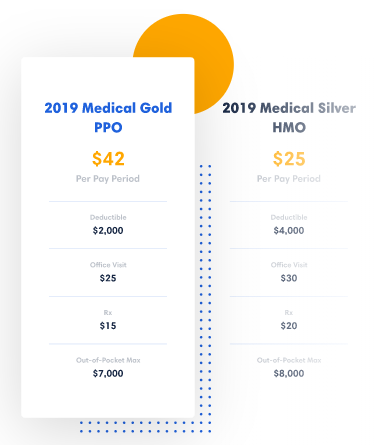 2019 Medical Gold
PPO
$42
Per Pay Period
Deductible
$2,000
Office Visit
$25
Rx
$15
Out-of-Pocket Max
$7,000
2019 Medical Silver
HMO
$25
Per Pay Period
Deductible
$4,000
Office Visit
$30
Rx
$20
Out-of-Pocket Max
$8,000